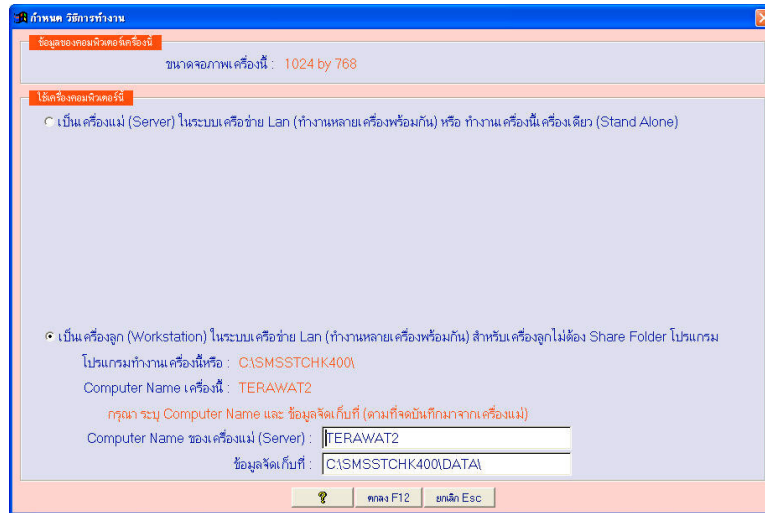 กำหนด วิธีการทำงาน
ข้อมูลของคอมพิวเตอร์เครื่องนี้
ขนาดจอภาพเครื่องนี้ : 1024 by 768
ใช้เครื่องคอมพิวเตอร์นี้
เป็นเครื่องแม่ (Server) ในระบบเครือข่าย Lan (ทำงานหลายเครื่องพร้อมกัน) หรือ ทำงานเครื่องนี้เครื่องเดียว (Stand Alone)
เป็นเครื่องลูก (Workstation) ในระบบเครือข่าย Lan (ทำงานหลายเครื่องพร้อมกัน) สำหรับเครื่องลูกไม่ต้อง Share Folder โปรแกรม
โปรแกรมทำงานเครื่องนี้หรือ : C:\SMSSTCHK400\
Computer Name เครื่องนี้ : TERAWAT2
กรุณา ระบุ Computer Name และ ข้อมูลจัดเก็บที่ (ตามที่จดบันทึกมาจากเครื่องแม่)
Computer Name ของเครื่องแม่ (Server) : TERAWAT2
ข้อมูลจัดเก็บที่ : C:\SMSSTCHK400\DATA\
? ตกลง F12 ยกเลิก Esc